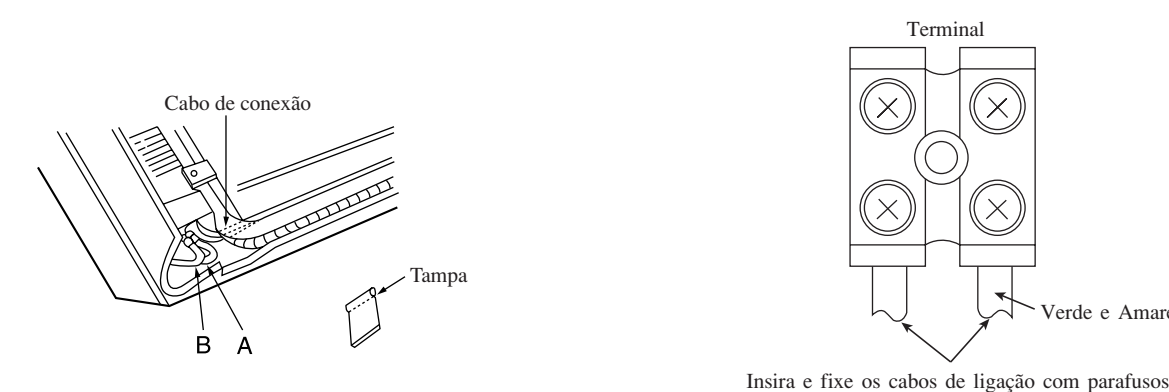 Terminal
Cabo de conexão
Tampa
B A
Verde e
Insira e fixe os cabos de ligação com parafusos